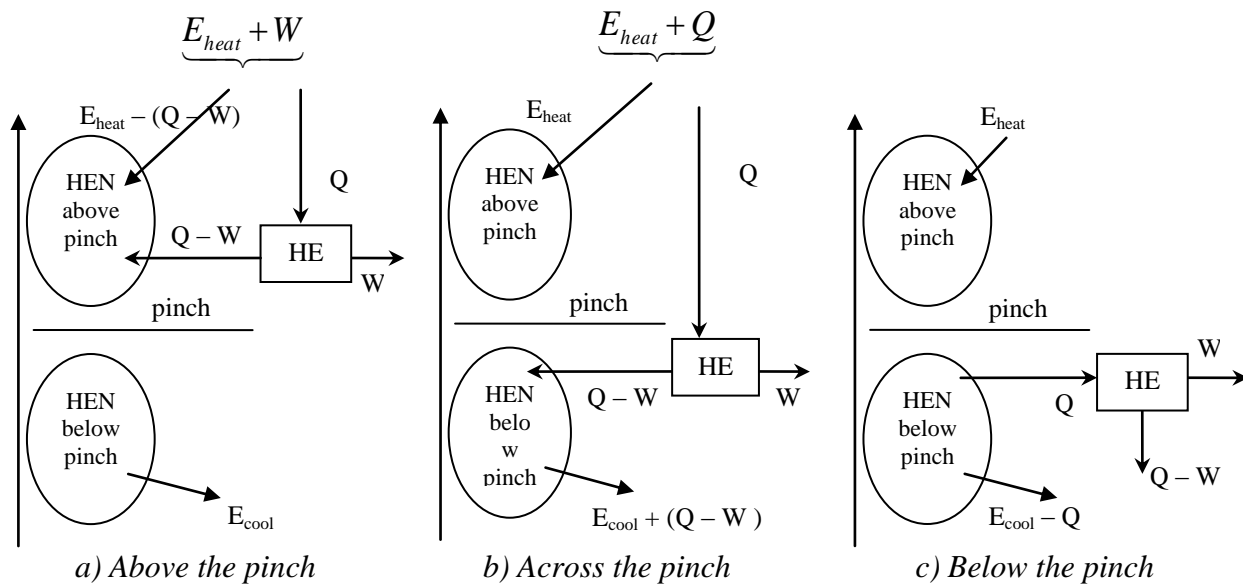 E_heat + W
E_heat – (Q – W)
HEN
above
pinch
Q
Q – W
HE
W
pinch
HEN
below
pinch
E_cool
a) Above the pinch
E_heat + Q
E_heat
HEN
above
pinch
Q
pinch
HE
Q – W
W
HEN
belo
w
pinch
E_cool + (Q – W )
b) Across the pinch
E_heat
HEN
above
pinch
pinch
HEN
below
pinch
Q
HE
W
Q – W
E_cool – Q
c) Below the pinch